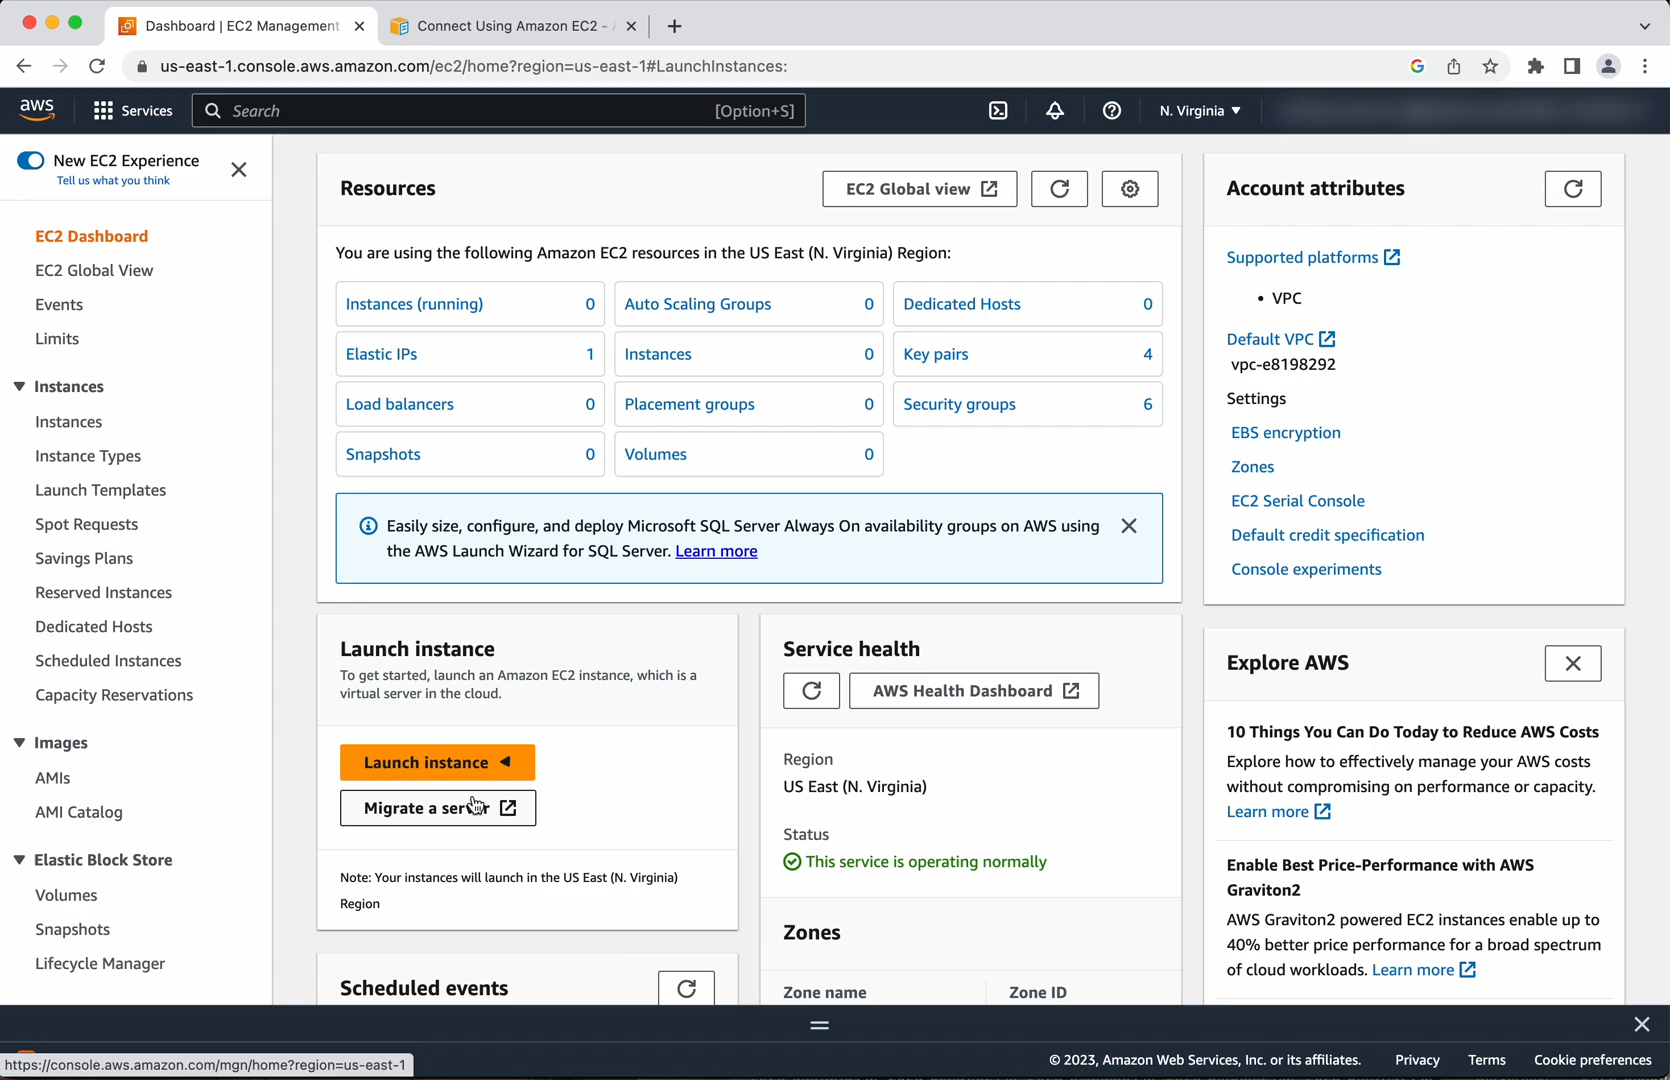 Dashboard | EC2 Management
Connect Using Amazon EC2 -
us-east-1.console.aws.amazon.com/ec2/home?region=us-east-1#LaunchInstances:
aws
Services
Search
[Option+S]
N. Virginia
New EC2 Experience
Tell us what you think
EC2 Dashboard
EC2 Global View
Events
Limits
Instances
Instances
Instance Types
Launch Templates
Spot Requests
Savings Plans
Reserved Instances
Dedicated Hosts
Scheduled Instances
Capacity Reservations
Images
AMIs
AMI Catalog
Elastic Block Store
Volumes
Snapshots
Lifecycle Manager
Resources
EC2 Global view
You are using the following Amazon EC2 resources in the US East (N. Virginia) Region:
Instances (running) 0
Auto Scaling Groups 0
Dedicated Hosts 0
Elastic IPs 1
Instances 0
Key pairs 4
Load balancers 0
Placement groups 0
Security groups 6
Snapshots 0
Volumes 0
Easily size, configure, and deploy Microsoft SQL Server Always On availability groups on AWS using
the AWS Launch Wizard for SQL Server. Learn more
Launch instance
To get started, launch an Amazon EC2 instance, which is a
virtual server in the cloud.
Launch instance
Migrate a server
Note: Your instances will launch in the US East (N. Virginia)
Region
Scheduled events
Service health
AWS Health Dashboard
Region
US East (N. Virginia)
Status
This service is operating normally
Zones
Zone name
Zone ID
Account attributes
Supported platforms
• VPC
Default VPC
vpc-e8198292
Settings
EBS encryption
Zones
EC2 Serial Console
Default credit specification
Console experiments
Explore AWS
10 Things You Can Do Today to Reduce AWS Costs
Explore how to effectively manage your AWS costs
without compromising on performance or capacity.
Learn more
Enable Best Price-Performance with AWS
Graviton2
AWS Graviton2 powered EC2 instances enable up to
40% better price performance for a broad spectrum
of cloud workloads. Learn more
https://console.aws.amazon.com/mgn/home?region=us-east-1
© 2023, Amazon Web Services, Inc. or its affiliates.
Privacy
Terms
Cookie preferences